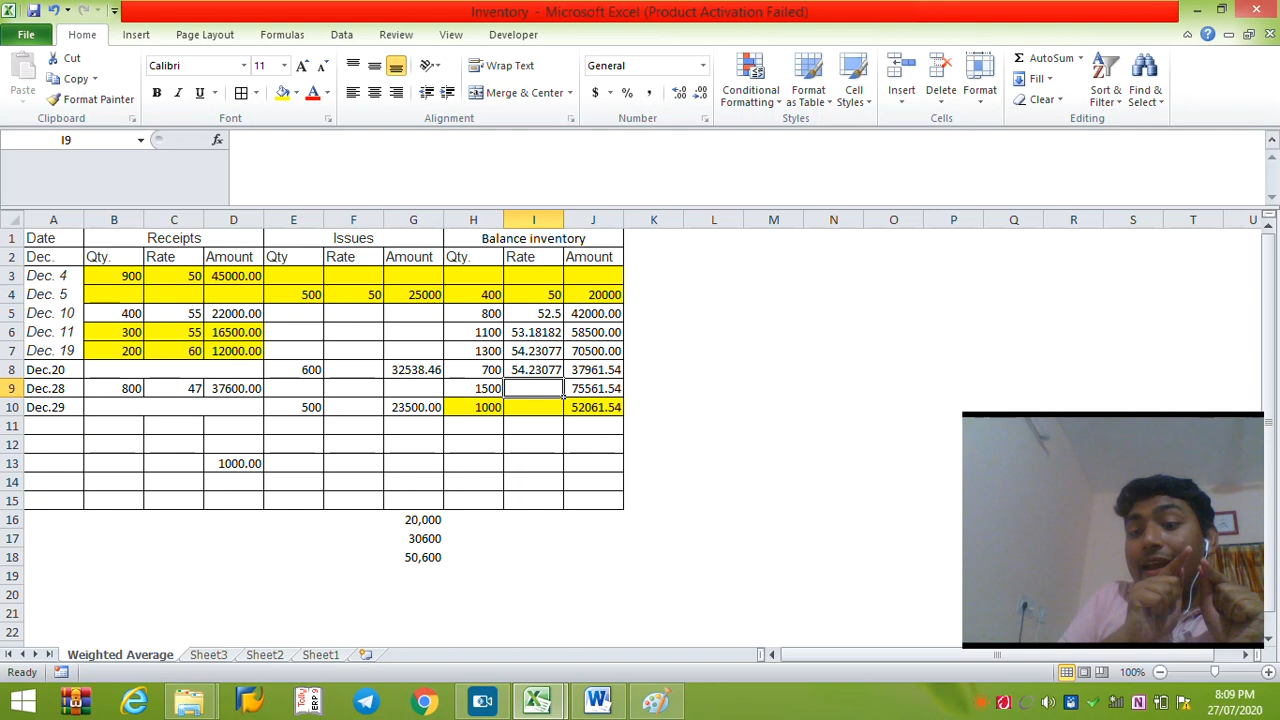 Inventory - Microsoft Excel (Product Activation Failed)
File Home Insert Page Layout Formulas Data Review View Developer
Cut
Copy
Format Painter
Paste
Clipboard
Calibri 11
B I U A
Font
Wrap Text
Merge & Center
Alignment
General
$ % ,
Number
Conditional Formatting
Format as Table
Cell Styles
Styles
Insert Delete Format
Cells
AutoSum
Fill
Clear
Sort & Filter
Find & Select
Editing
I9 fx
A B C D E F G H I J K L M N O P Q R S T U
1 Date Receipts Issues Balance inventory
2 Dec. Qty. Rate Amount Qty Rate Amount Qty. Rate Amount
3 Dec. 4 900 50 45000.00
4 Dec. 5 500 50 25000 400 50 20000
5 Dec. 10 400 55 22000.00 800 52.5 42000.00
6 Dec. 11 300 55 16500.00 1100 53.18182 58500.00
7 Dec. 19 200 60 12000.00 1300 54.23077 70500.00
8 Dec.20 600 32538.46 700 54.23077 37961.54
9 Dec.28 800 47 37600.00 1500 75561.54
10 Dec.29 500 23500.00 1000 52061.54
11
12
13 1000.00
14
15
16 20,000
17 30600
18 50,600
19
20
21
22
Weighted Average Sheet3 Sheet2 Sheet1
Ready 100%
Tally ERP 9
8:09 PM
27/07/2020